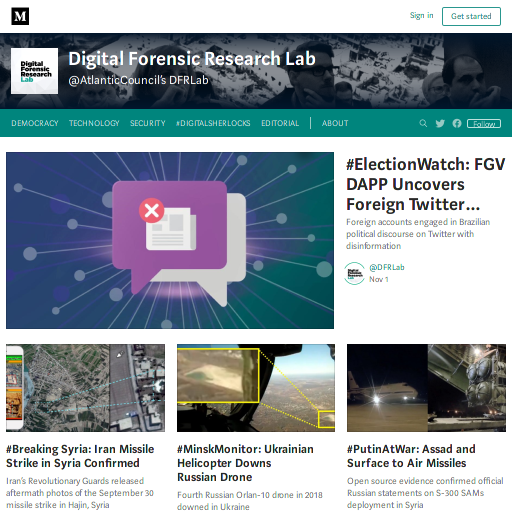 M
Sign in
Get started
Digital
Forensic
Research
Lab
Digital Forensic Research Lab
@AtlanticCouncil's DFRLab
DEMOCRACY TECHNOLOGY SECURITY #DIGITALSHERLOCKS EDITORIAL ABOUT
Follow
#ElectionWatch: FGV
DAPP Uncovers
Foreign Twitter...
Foreign accounts engaged in Brazilian
political discourse on Twitter with
disinformation
Digital
Forensic
Research
Lab
@DFRLab
Nov 1
#Breaking Syria: Iran Missile
Strike in Syria Confirmed
Iran's Revolutionary Guards released
aftermath photos of the September 30
missile strike in Hajin, Syria
#MinskMonitor: Ukrainian
Helicopter Downs
Russian Drone
Fourth Russian Orlan-10 drone in 2018
downed in Ukraine
#PutinAtWar: Assad and
Surface to Air Missiles
Open source evidence confirmed official
Russian statements on S-300 SAMs
deployment in Syria